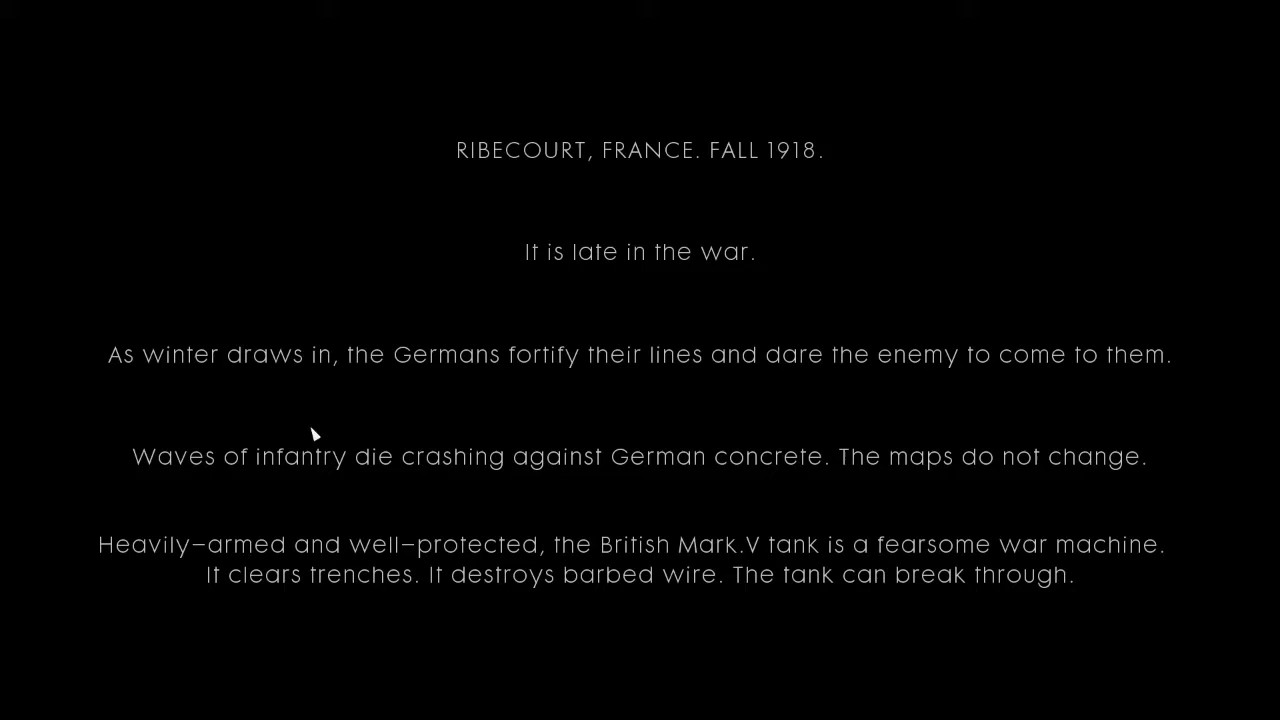 RIBECOURT, FRANCE. FALL 1918.
It is late in the war.
As winter draws in, the Germans fortify their lines and dare the enemy to come to them.
Waves of infantry die crashing against German concrete. The maps do not change.
Heavily–armed and well–protected, the British Mark.V tank is a fearsome war machine.
It clears trenches. It destroys barbed wire. The tank can break through.